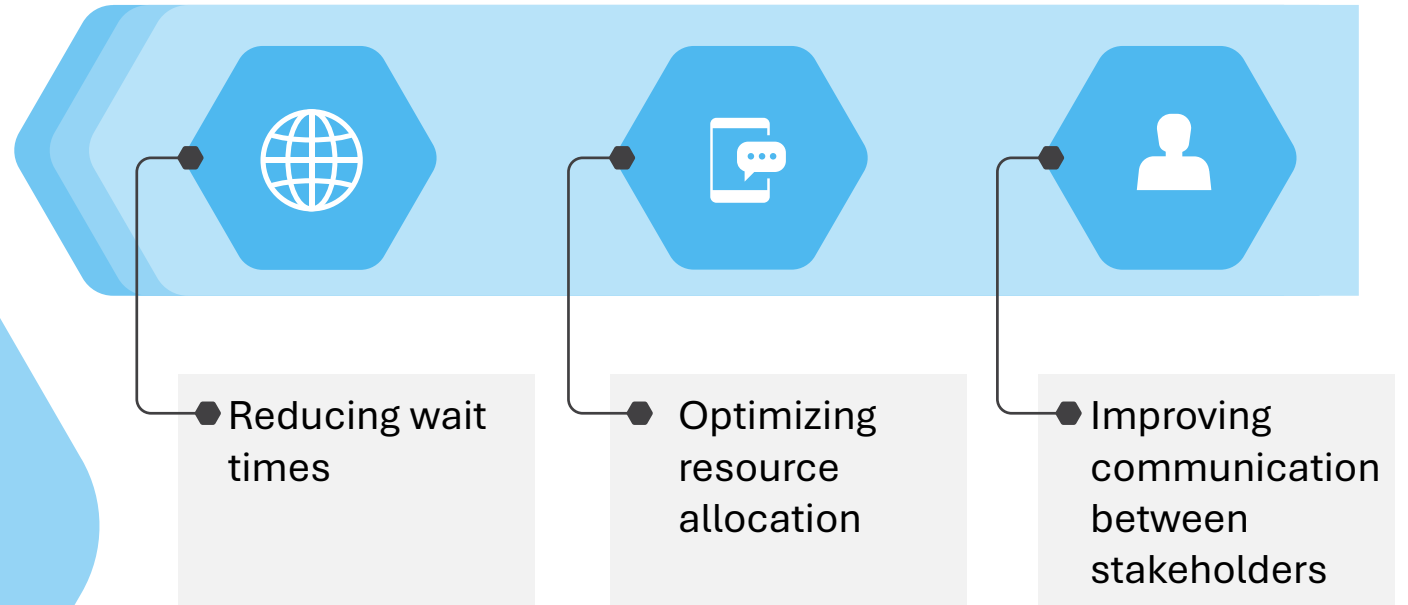 Reducing wait
times
Optimizing
resource
allocation
Improving
communication
between
stakeholders